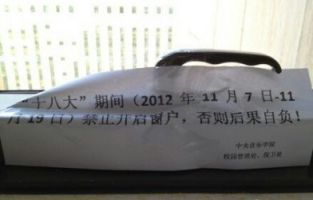 “十八大”期间（2012 年 11 月 7 日-11
月 19 日）禁止开启窗户，否则后果自负！
中央音乐学院
校园管理处、保卫处